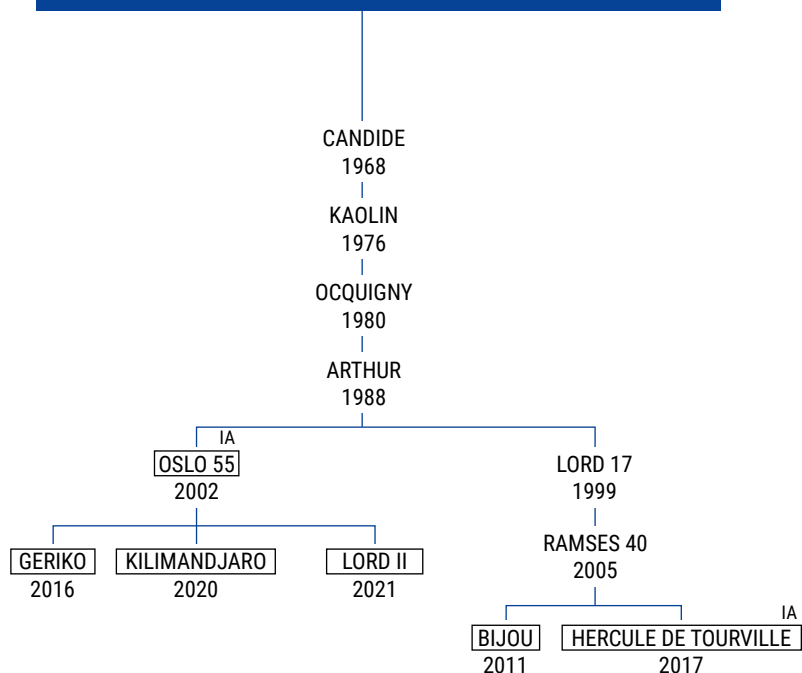 CANDIDE
1968
KAOLIN
1976
OCQUIGNY
1980
ARTHUR
1988
IA
OSLO 55
2002
LORD 17
1999
GERIKO
2016
KILIMANDJARO
2020
LORD II
2021
RAMSES 40
2005
IA
BIJOU
2011
HERCULE DE TOURVILLE
2017